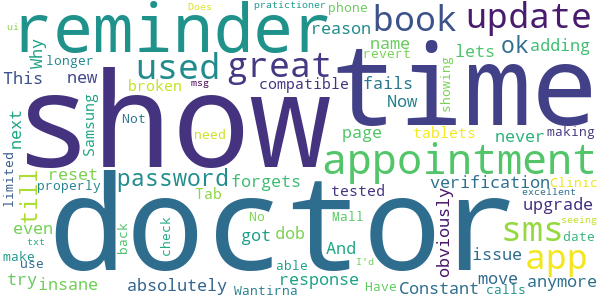 Does pratictioner phone
reminder book update
reason
ui Why name ok adding
longer used great revert lets
This new broken msg compatible fails showing
show time
Samsung Not Now making
next need page tablets never
limited reset password appointment
properly forgets tested verification Clinic
still Tab upgrade excellent
even doctor No Mall obviously sms date
txt back check got dob And issue app seeing
make able I'd
use try absolutely response Have move anymore
insane Wantirna Constant calls